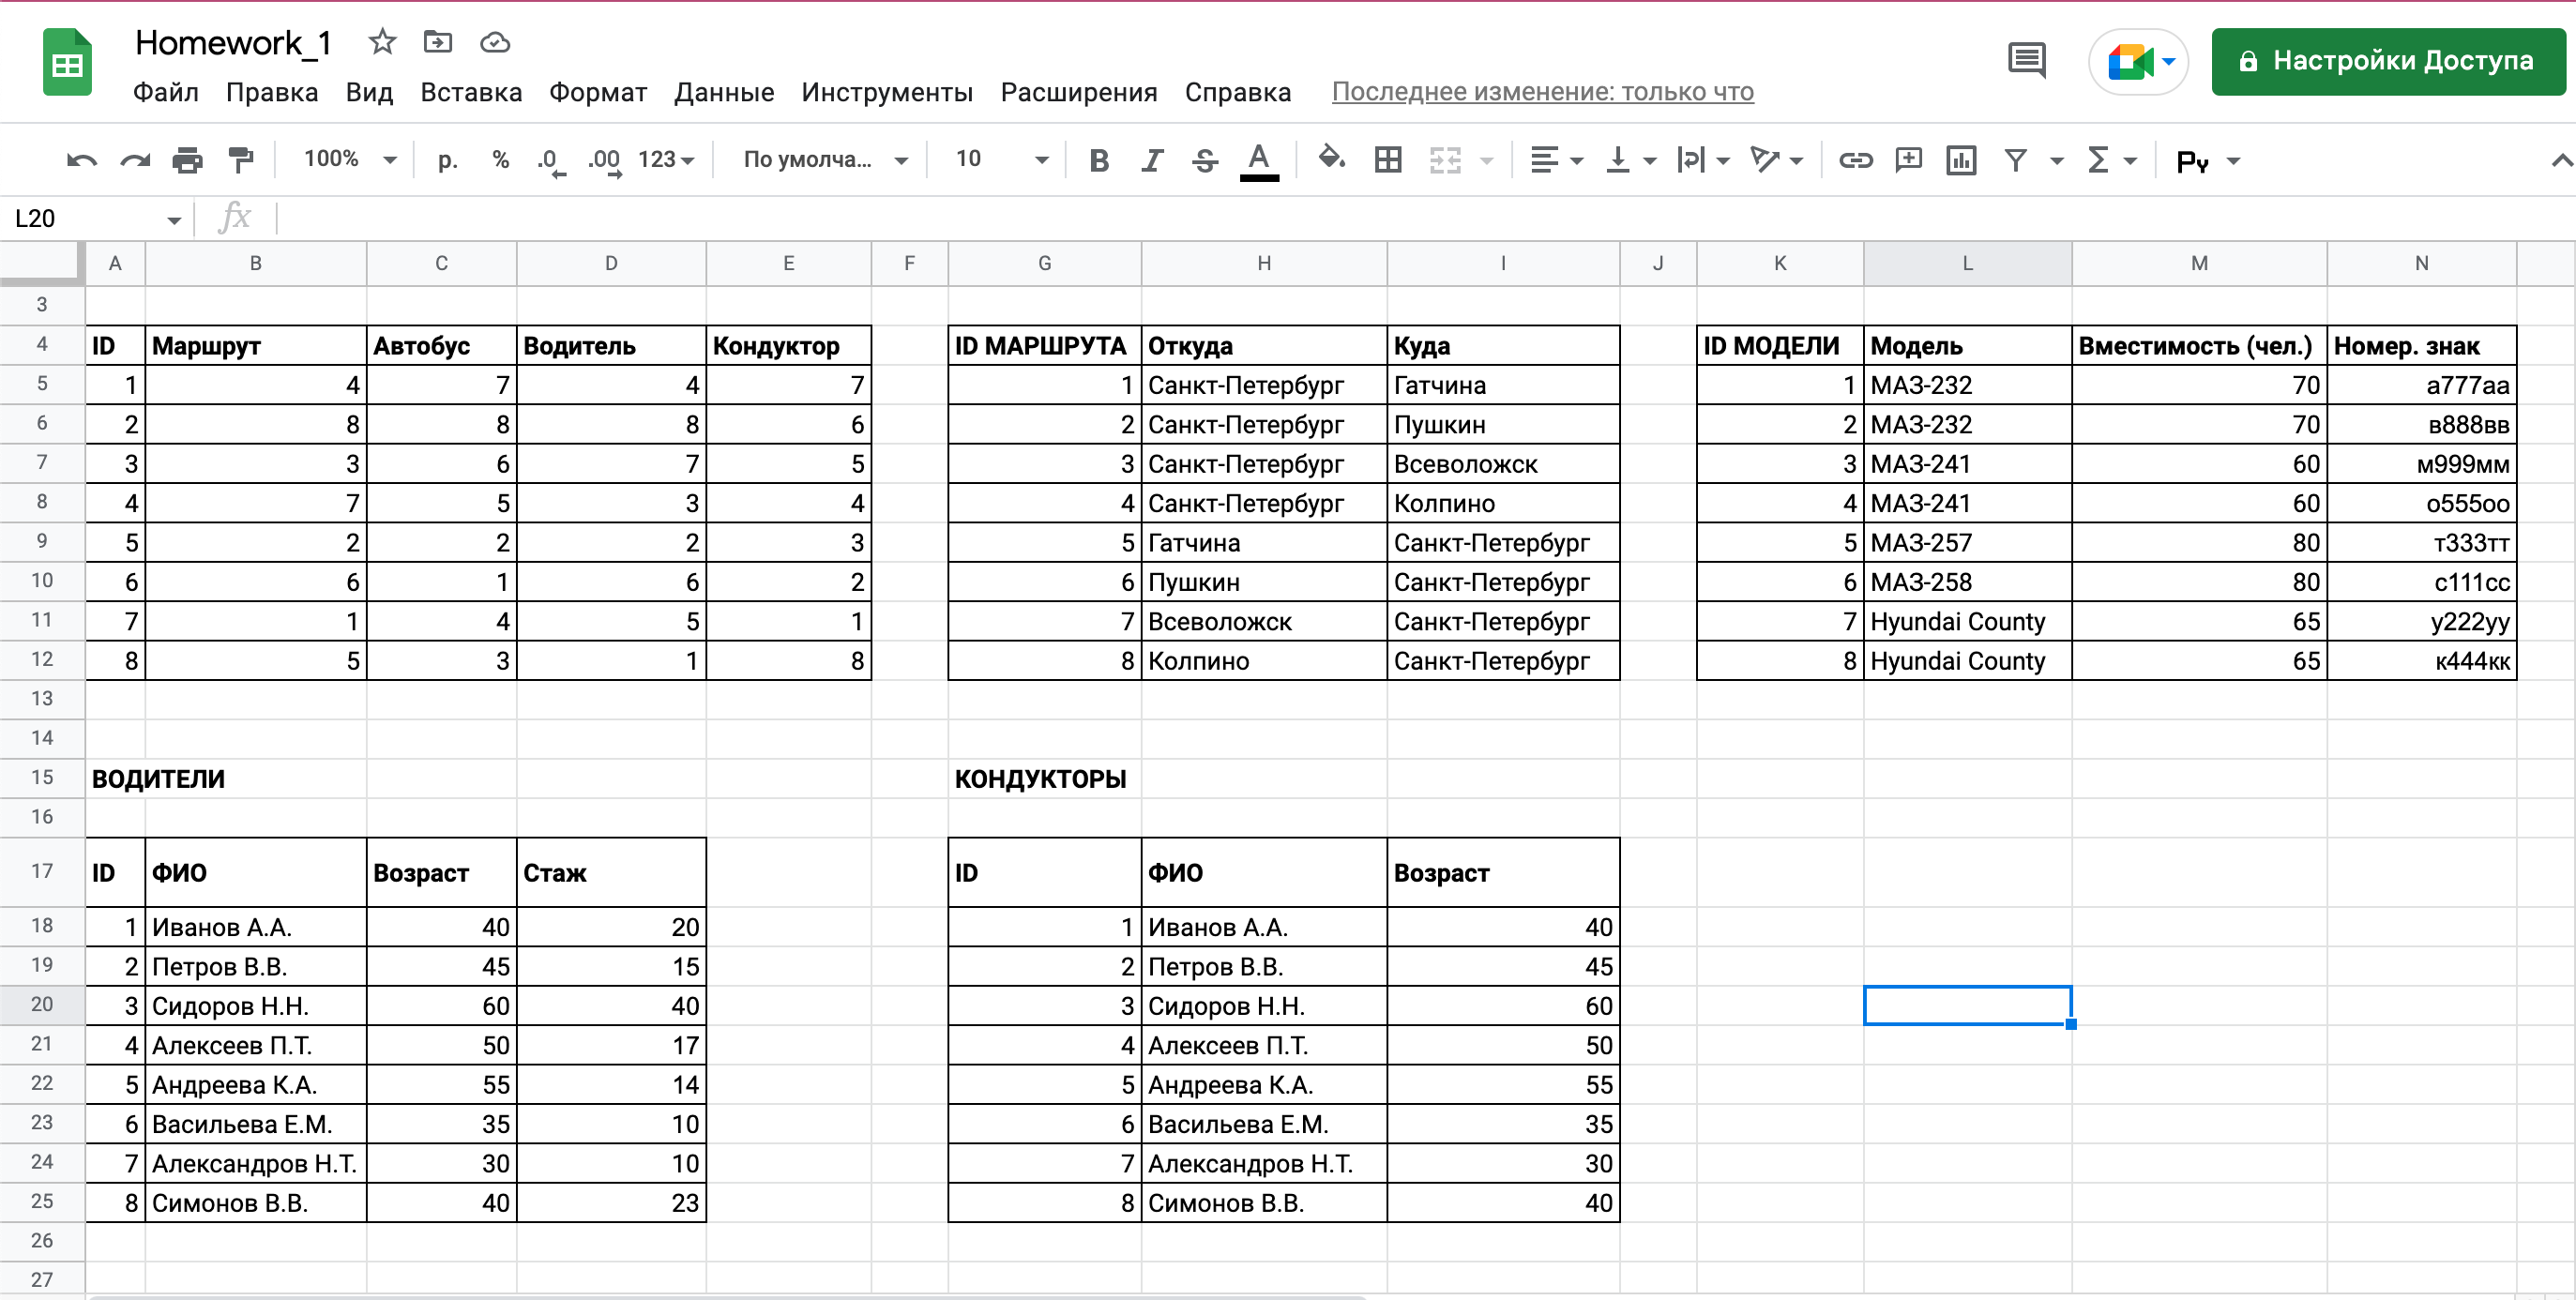 Homework_1
Настройки Доступа
Файл Правка Вид Вставка Формат Данные Инструменты Расширения Справка Последнее изменение: только что
100% р. % .0 .00 123 По умолча... 10 B I S A Ру
L20 fx
A B C D E F G H I J K L M N
3
4 ID Маршрут Автобус Водитель Кондуктор ID МАРШРУТА Откуда Куда ID МОДЕЛИ Модель Вместимость (чел.) Номер. знак
5 1 4 7 4 7 1 Санкт-Петербург Гатчина 1 МАЗ-232 70 а777аа
6 2 8 8 8 6 2 Санкт-Петербург Пушкин 2 МАЗ-232 70 в888вв
7 3 3 6 7 5 3 Санкт-Петербург Всеволожск 3 МАЗ-241 60 м999мм
8 4 7 5 3 4 4 Санкт-Петербург Колпино 4 МАЗ-241 60 о555оо
9 5 2 2 2 3 5 Гатчина Санкт-Петербург 5 МАЗ-257 80 т333тт
10 6 6 1 6 2 6 Пушкин Санкт-Петербург 6 МАЗ-258 80 с111сс
11 7 1 4 5 1 7 Всеволожск Санкт-Петербург 7 Hyundai County 65 у222уу
12 8 5 3 1 8 8 Колпино Санкт-Петербург 8 Hyundai County 65 к444кк
13
14
15 ВОДИТЕЛИ КОНДУКТОРЫ
16
17 ID ФИО Возраст Стаж ID ФИО Возраст
18 1 Иванов А.А. 40 20 1 Иванов А.А. 40
19 2 Петров В.В. 45 15 2 Петров В.В. 45
20 3 Сидоров Н.Н. 60 40 3 Сидоров Н.Н. 60
21 4 Алексеев П.Т. 50 17 4 Алексеев П.Т. 50
22 5 Андреева К.А. 55 14 5 Андреева К.А. 55
23 6 Васильева Е.М. 35 10 6 Васильева Е.М. 35
24 7 Александров Н.Т. 30 10 7 Александров Н.Т. 30
25 8 Симонов В.В. 40 23 8 Симонов В.В. 40
26
27